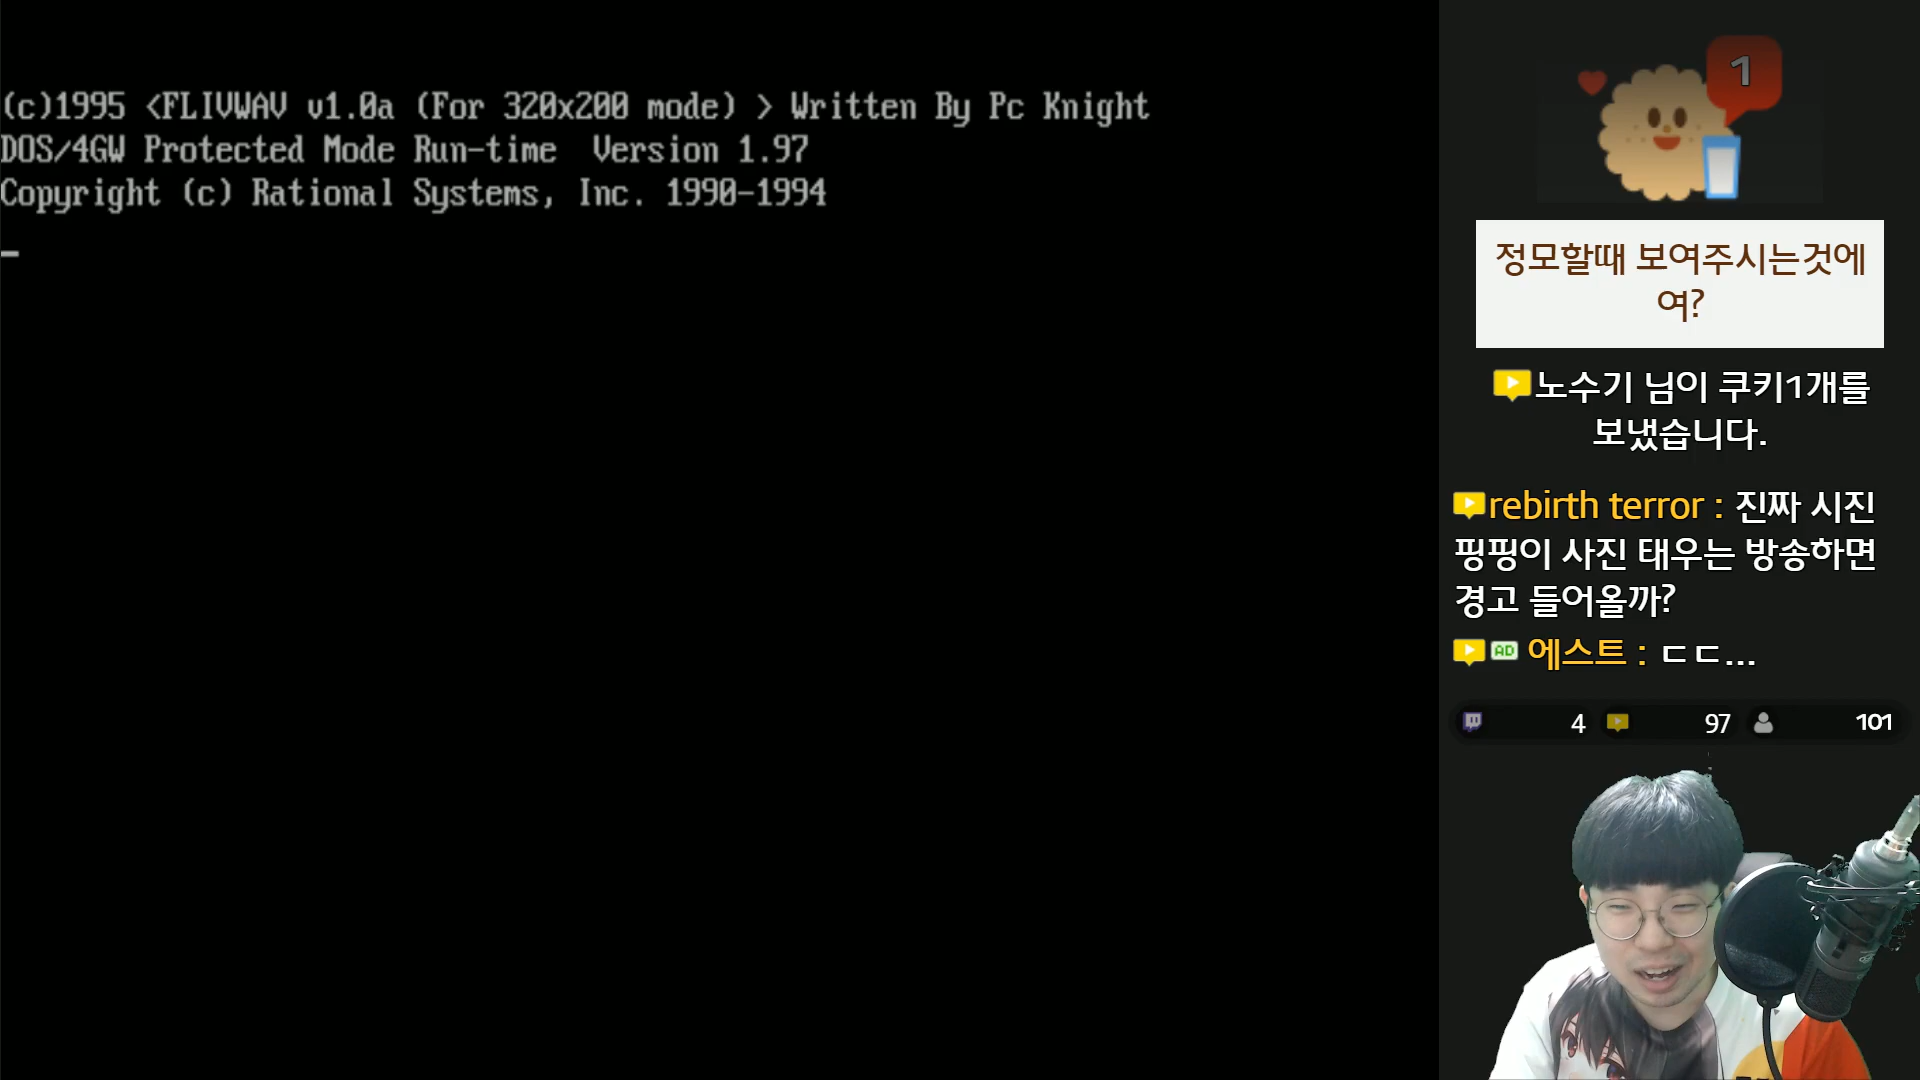 (c)1995 <FLIVWAV v1.0a (For 320x200 mode) > Written By Pc Knight
DOS/4GW Protected Mode Run-time  Version 1.97
Copyright (c) Rational Systems, Inc. 1990-1994
1
정모할때 보여주시는것에
여?
노수기 님이 쿠키1개를
보냈습니다.
rebirth terror : 진짜 시진
핑핑이 사진 태우는 방송하면
경고 들어올까?
AD 에스트 : ㄷㄷ...
4 97 101